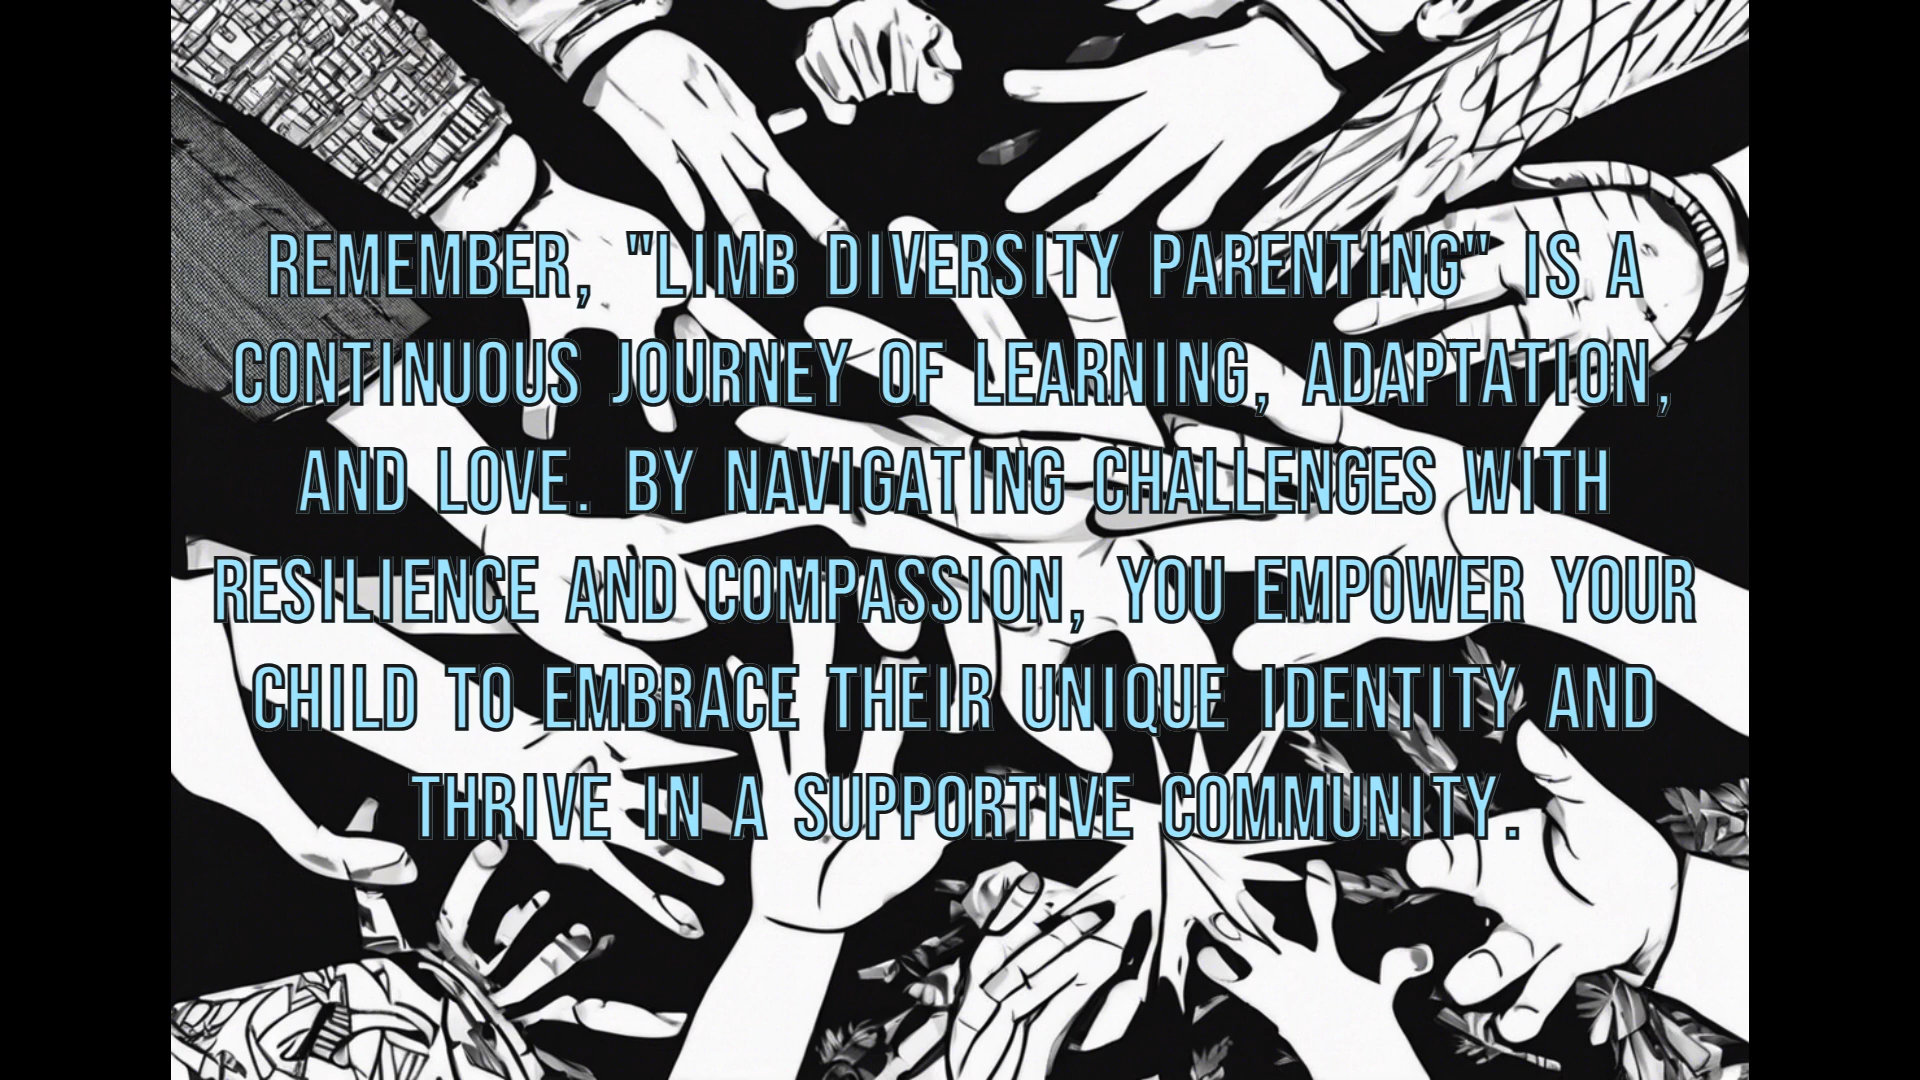 REMEMBER, "LIMB DIVERSITY PARENTING" IS A
CONTINUOUS JOURNEY OF LEARNING, ADAPTATION,
AND LOVE. BY NAVIGATING CHALLENGES WITH
RESILIENCE AND COMPASSION, YOU EMPOWER YOUR
CHILD TO EMBRACE THEIR UNIQUE IDENTITY AND
THRIVE IN A SUPPORTIVE COMMUNITY.